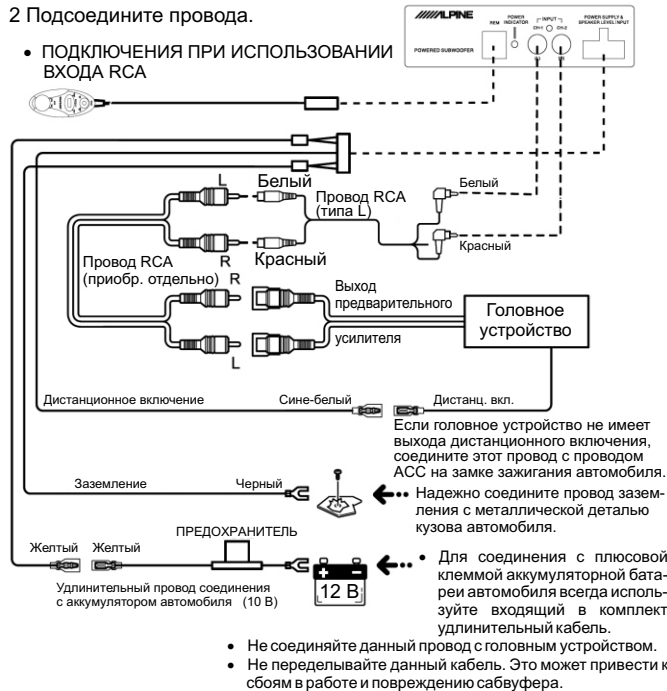 2 Подсоедините провода.
• ПОДКЛЮЧЕНИЯ ПРИ ИСПОЛЬЗОВАНИИ
ВХОДА RCA
ALPINE
POWERED SUBWOOFER
REM
POWER
INDICATOR
INPUT
CH-1
CH-2
POWER SUPPLY &
SPEAKER LEVEL INPUT
L
Белый
Провод RCA
(типа L)
Белый
Красный
R
Красный
Провод RCA
(приобр. отдельно)
R
L
Выход
предварительного
усилителя
Головное
устройство
Дистанционное включение
Сине-белый
Дистанц. вкл.
Если головное устройство не имеет
выхода дистанционного включения,
соедините этот провод с проводом
АСС на замке зажигания автомобиля.
Заземление
Черный
Надежно соедините провод зазем-
ления с металлической деталью
кузова автомобиля.
ПРЕДОХРАНИТЕЛЬ
Желтый
Желтый
12 В
Удлинительный провод соединения
с аккумулятором автомобиля (10 В)
• Для соединения с плюсовой
клеммой аккумуляторной бата-
реи автомобиля всегда исполь-
зуйте входящий в комплект
удлинительный кабель.
• Не соединяйте данный провод с головным устройством.
• Не переделывайте данный кабель. Это может привести к
сбоям в работе и повреждению сабвуфера.